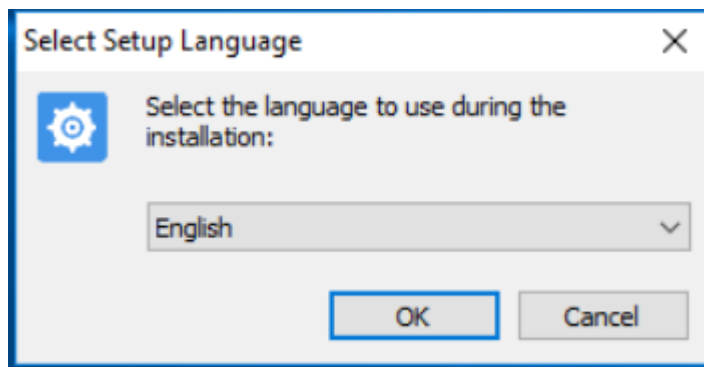 Select Setup Language
Select the language to use during the
installation:
English
OK
Cancel